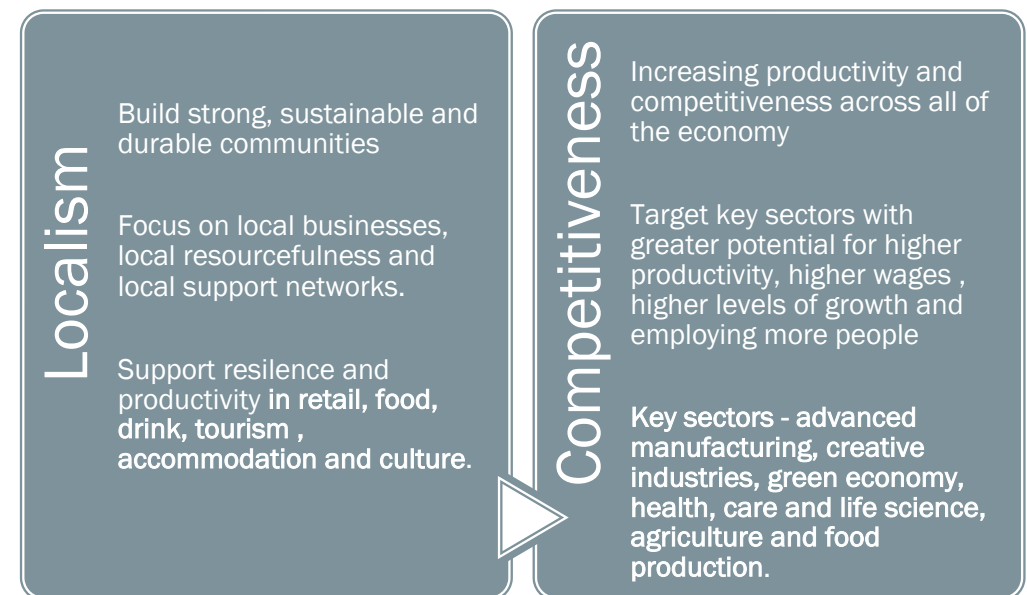 Localism
Build strong, sustainable and
durable communities
Focus on local businesses,
local resourcefulness and
local support networks.
Support resilence and
productivity in retail, food,
drink, tourism ,
accommodation and culture.
Competitiveness
Increasing productivity and
competitiveness across all of
the economy
Target key sectors with
greater potential for higher
productivity, higher wages ,
higher levels of growth and
employing more people
Key sectors - advanced
manufacturing, creative
industries, green economy,
health, care and life science,
agriculture and food
production.